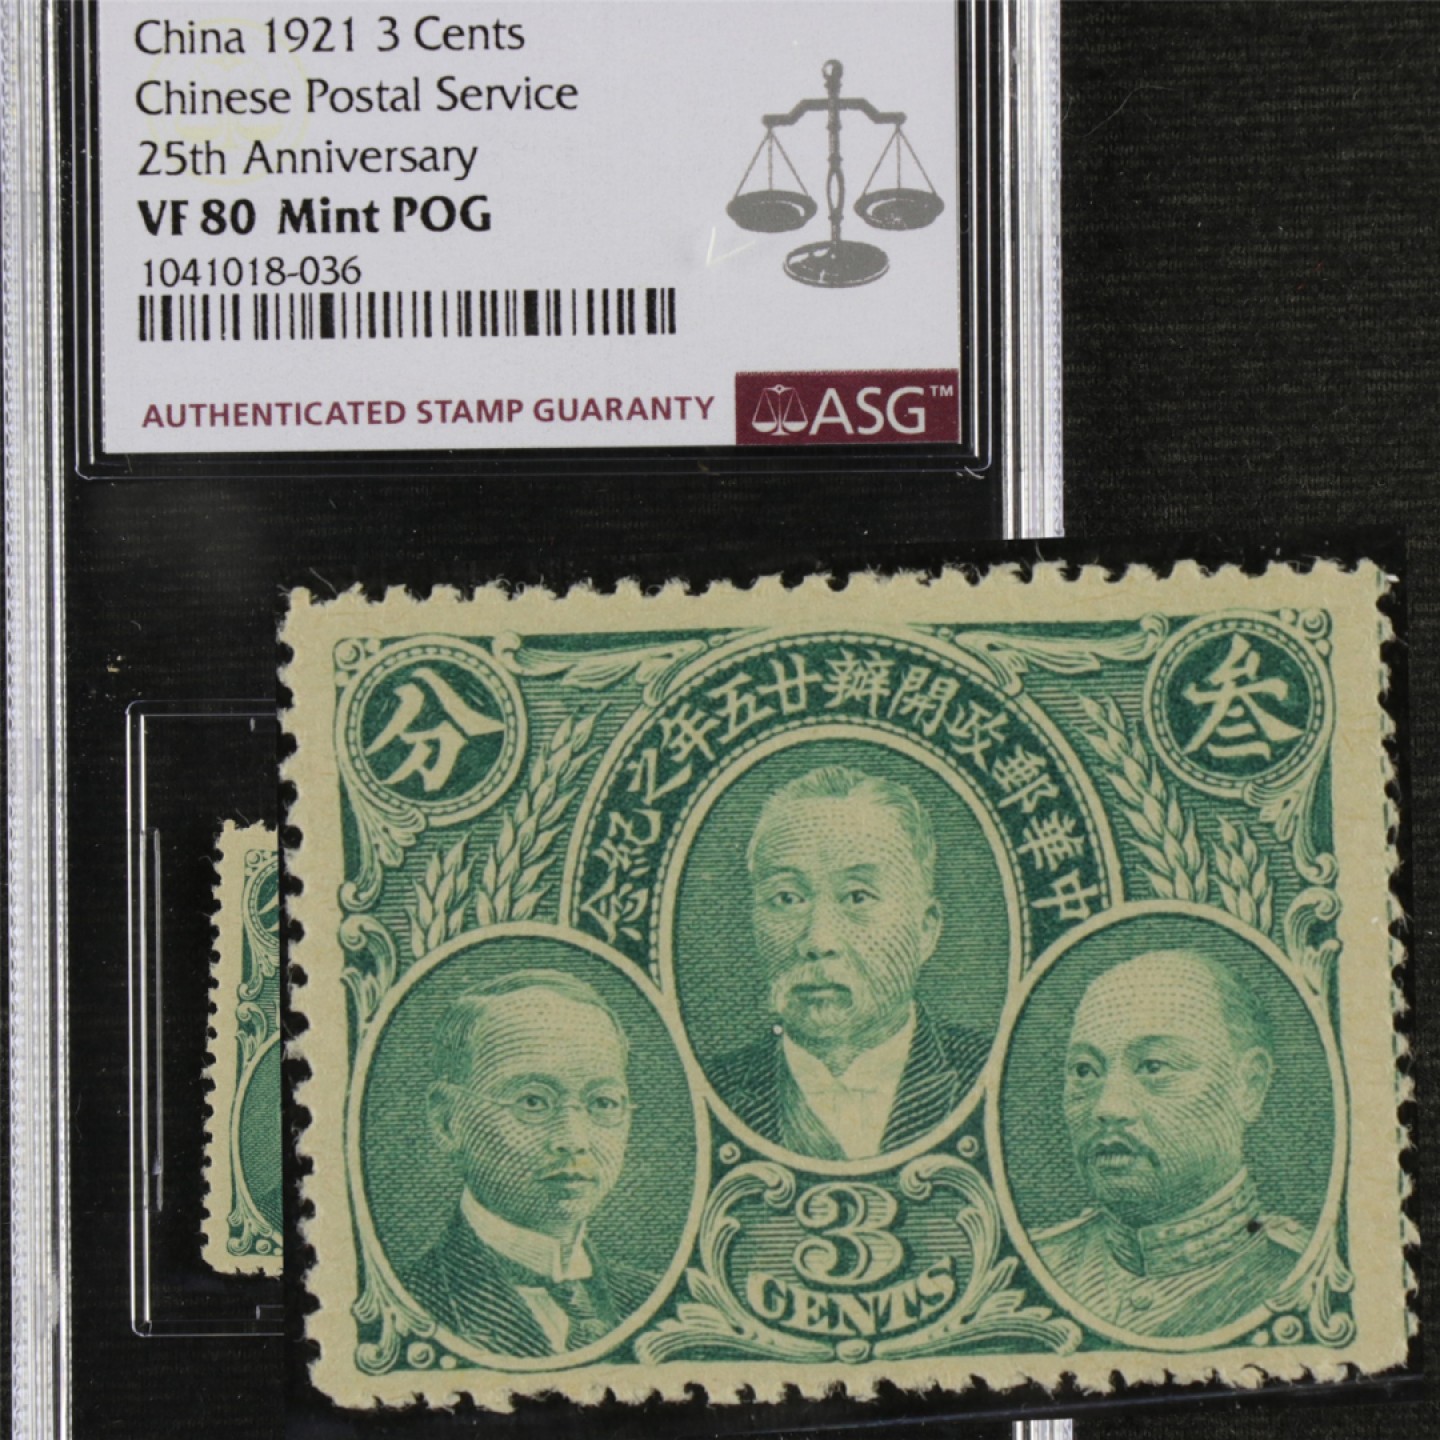 China 1921 3 Cents
Chinese Postal Service
25th Anniversary
VF 80 Mint POG
1041018-036
AUTHENTICATED STAMP GUARANTY
ASG™
分
念紀之年五廿辦開政郵華中
叁
3
CENTS